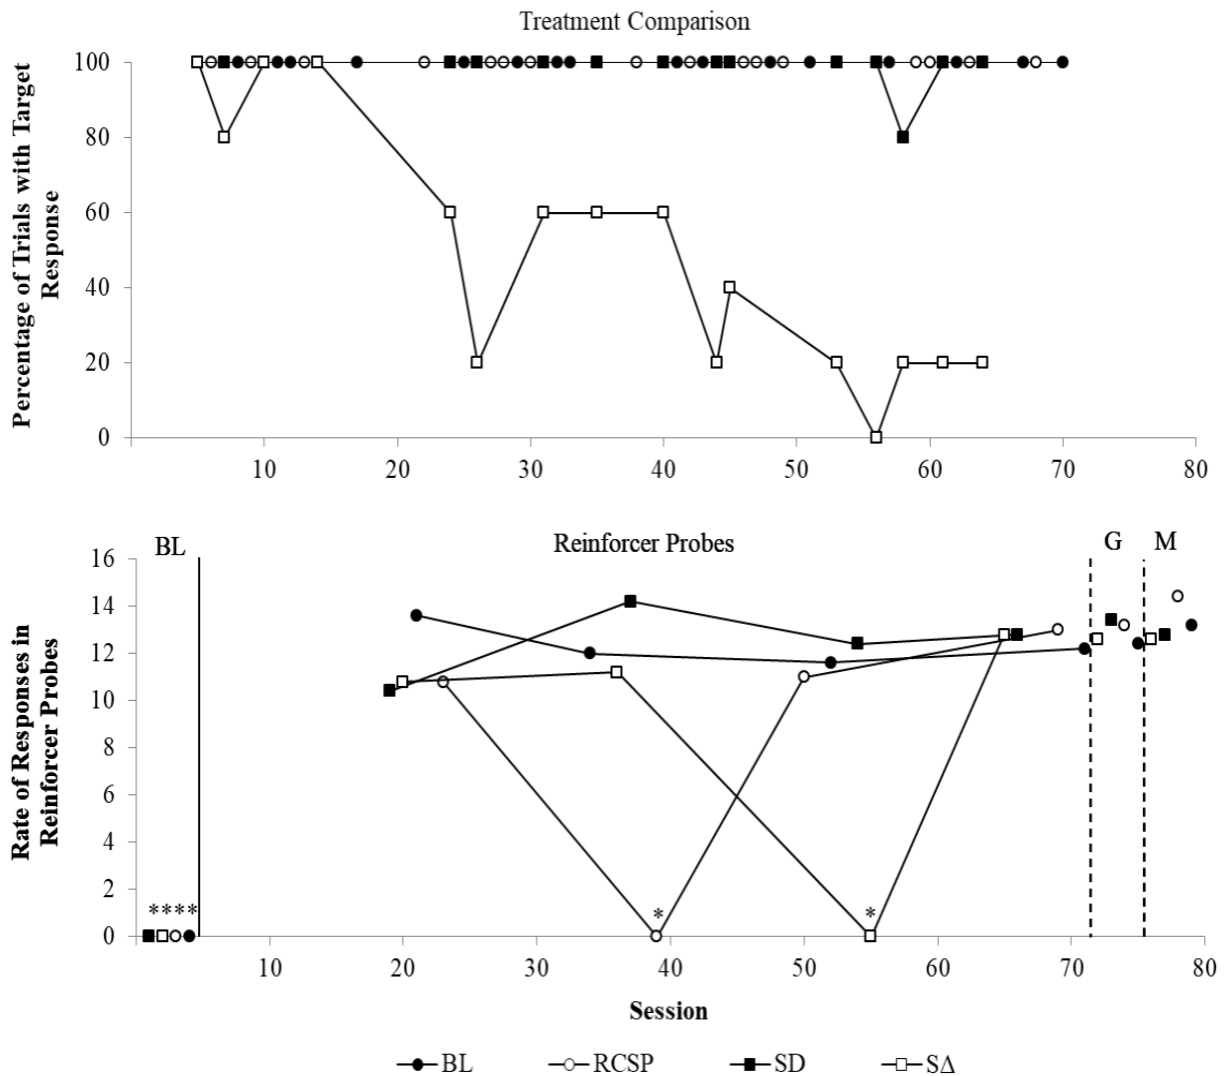 Treatment Comparison
Percentage of Trials with Target
Response
100
80
60
40
20
0
10 20 30 40 50 60 70 80
BL Reinforcer Probes G M
Rate of Responses in
Reinforcer Probes
16
14
12
10
8
6
4
2
0
**** * *
10 20 30 40 50 60 70 80
Session
BL RCSP SD SΔ